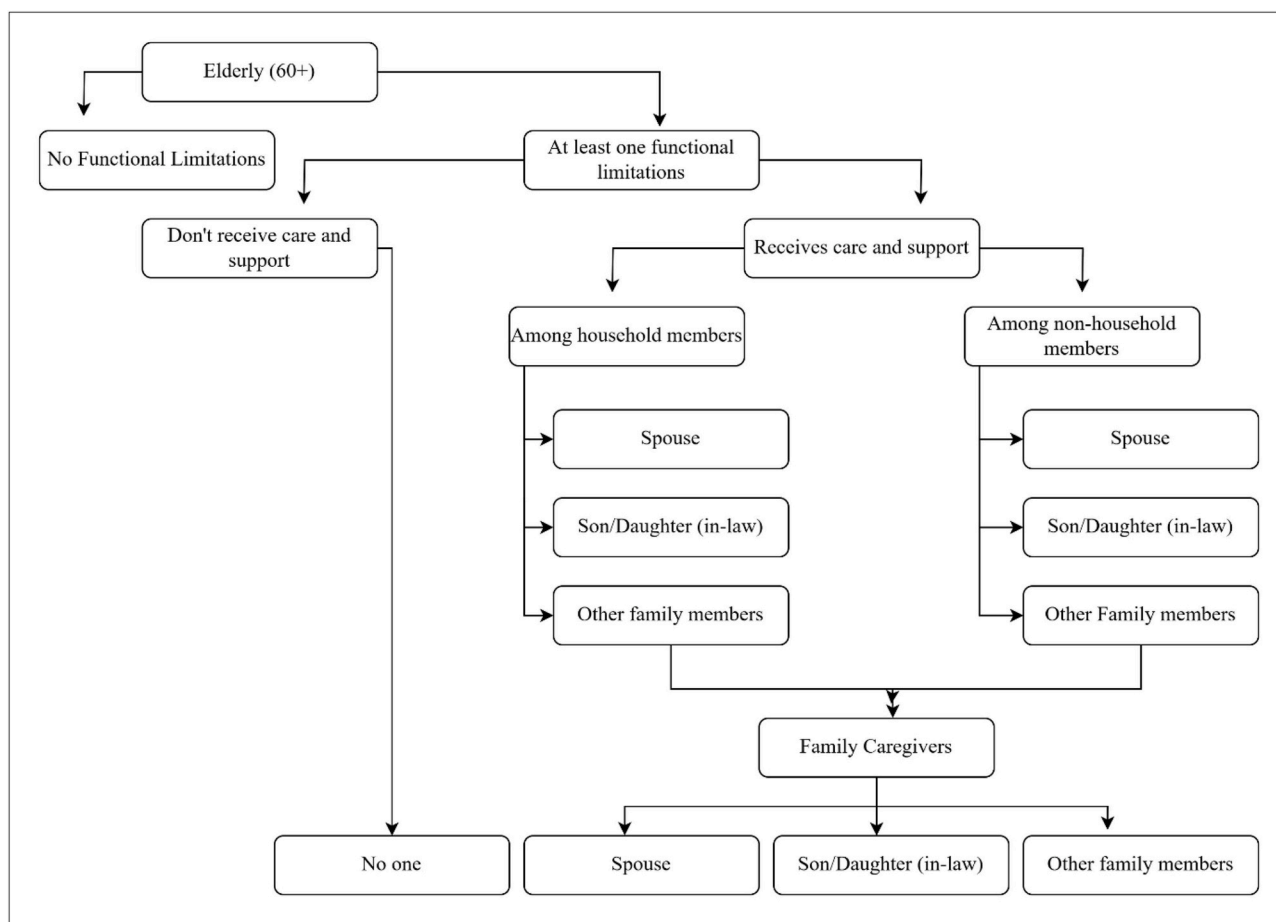 Elderly (60+)
No Functional Limitations
At least one functional
limitations
Don't receive care and
support
Receives care and support
Among household members
Among non-household
members
Spouse
Spouse
Son/Daughter (in-law)
Son/Daughter (in-law)
Other family members
Other Family members
Family Caregivers
No one
Spouse
Son/Daughter (in-law)
Other family members